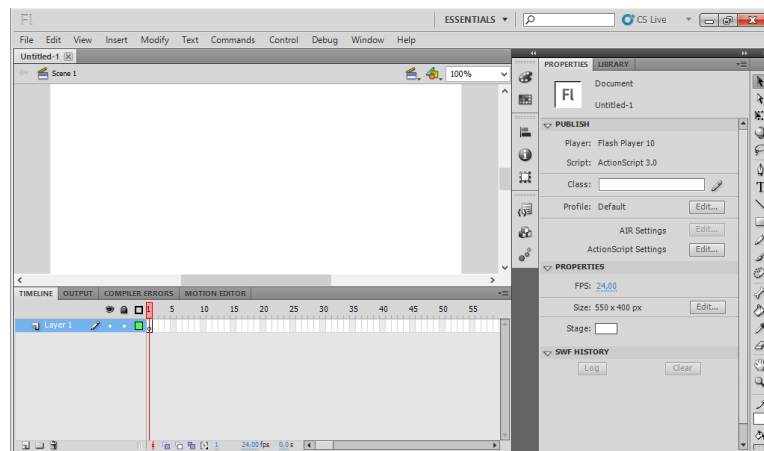 Fl ESSENTIALS CS Live
File Edit View Insert Modify Text Commands Control Debug Window Help
Untitled-1
Scene 1 100%
PROPERTIES LIBRARY
Fl Document
Untitled-1
PUBLISH
Player: Flash Player 10
Script: ActionScript 3.0
Class:
Profile: Default Edit...
AIR Settings Edit...
ActionScript Settings Edit...
PROPERTIES
FPS: 24,00
Size: 550 x 400 px Edit...
Stage:
SWF HISTORY
Log Clear
TIMELINE OUTPUT COMPILER ERRORS MOTION EDITOR
1 5 10 15 20 25 30 35 40 45 50 55
Layer 1
1 24,00 fps 0,0 s